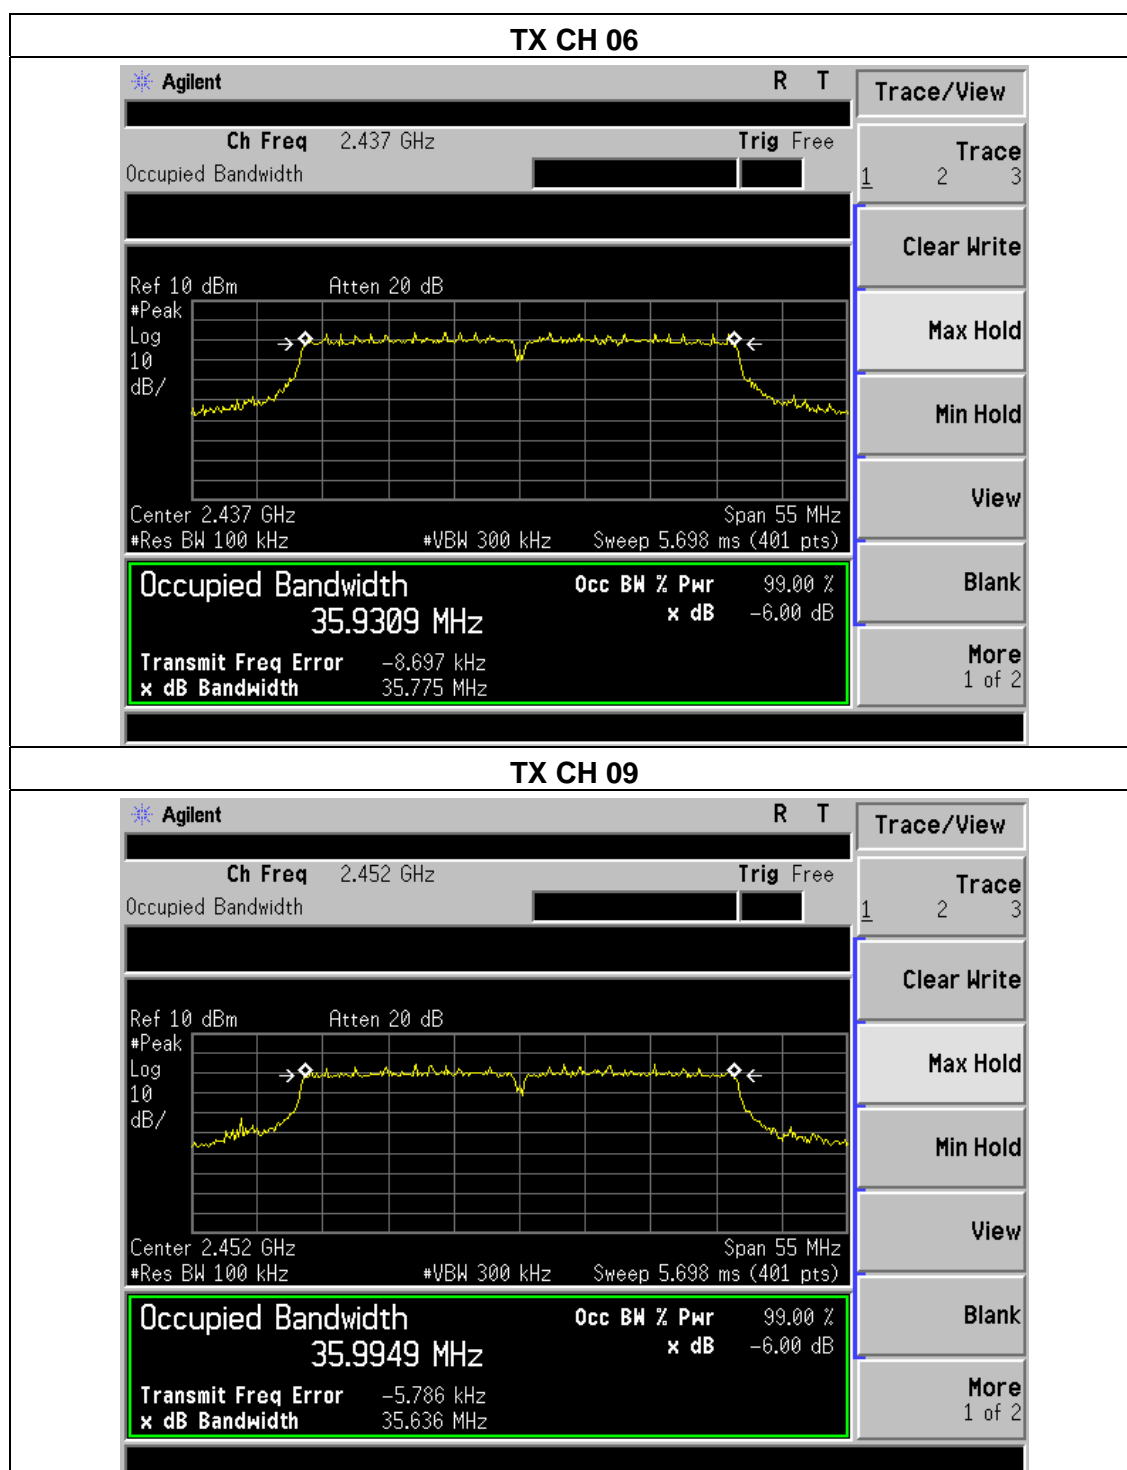 TX CH 06
Agilent R T
Trace/View
Ch Freq 2.437 GHz Trig Free
Occupied Bandwidth
Trace
1 2 3
Clear Write
Max Hold
Min Hold
View
Blank
More
1 of 2
Ref 10 dBm Atten 20 dB
#Peak
Log
10
dB/
Center 2.437 GHz Span 55 MHz
#Res BW 100 kHz #VBW 300 kHz Sweep 5.698 ms (401 pts)
Occupied Bandwidth Occ BW % Pwr 99.00 %
35.9309 MHz x dB -6.00 dB
Transmit Freq Error -8.697 kHz
x dB Bandwidth 35.775 MHz
TX CH 09
Agilent R T
Trace/View
Ch Freq 2.452 GHz Trig Free
Occupied Bandwidth
Trace
1 2 3
Clear Write
Max Hold
Min Hold
View
Blank
More
1 of 2
Ref 10 dBm Atten 20 dB
#Peak
Log
10
dB/
Center 2.452 GHz Span 55 MHz
#Res BW 100 kHz #VBW 300 kHz Sweep 5.698 ms (401 pts)
Occupied Bandwidth Occ BW % Pwr 99.00 %
35.9949 MHz x dB -6.00 dB
Transmit Freq Error -5.786 kHz
x dB Bandwidth 35.636 MHz